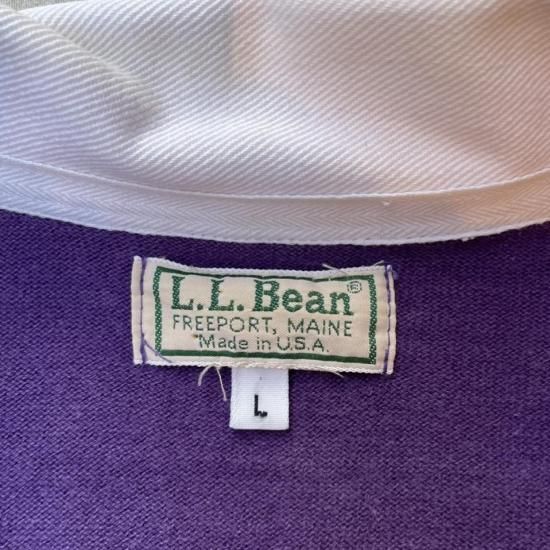 L.L. Bean®
FREEPORT, MAINE
Made in U.S.A.
L